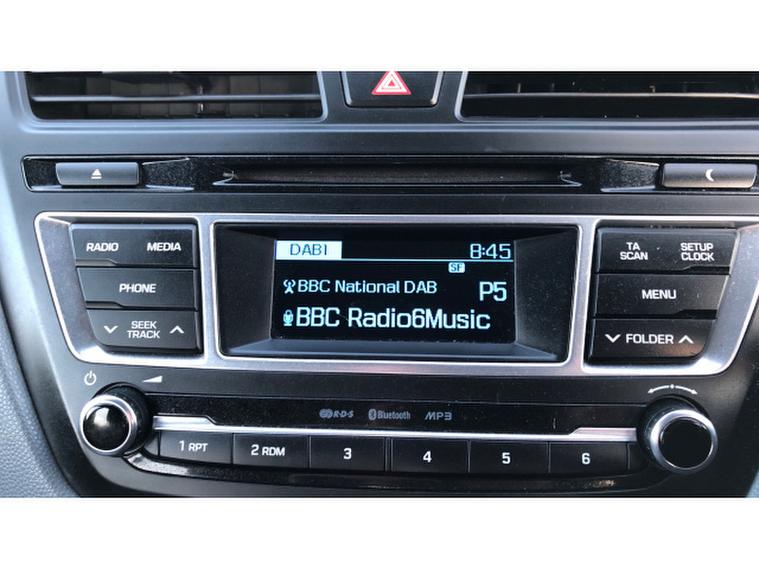 DAB1 8:45
SF
BBC National DAB P5
BBC Radio6Music
RADIO MEDIA
PHONE
SEEK
TRACK
TA
SCAN
SETUP
CLOCK
MENU
FOLDER
R·D·S Bluetooth MP3
1 RPT 2 RDM 3 4 5 6